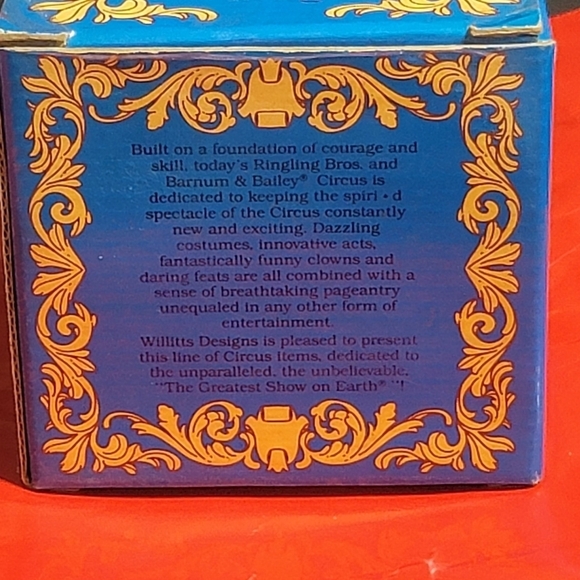 Built on a foundation of courage and
skill, today's Ringling Bros. and
Barnum & Bailey® Circus is
dedicated to keeping the spiri d
spectacle of the Circus constantly
new and exciting. Dazzling
costumes, innovative acts,
fantastically funny clowns and
daring feats are all combined with a
sense of breathtaking pageantry
unequaled in any other form of
entertainment.
Willitts Designs is pleased to present
this line of Circus items, dedicated to
the unparalleled, the unbelievable,
"The Greatest Show on Earth® "!